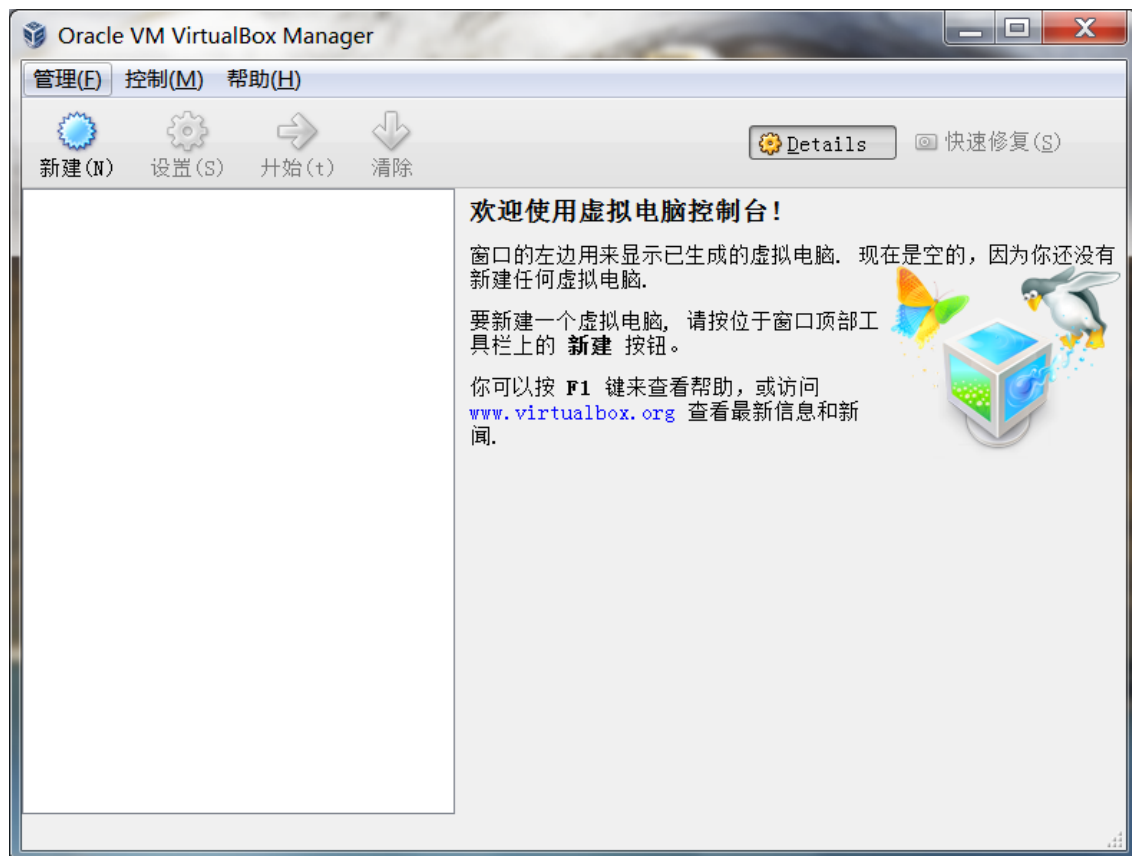 Oracle VM VirtualBox Manager
管理(F) 控制(M) 帮助(H)
新建(N) 设置(S) 开始(t) 清除 Details 快速修复(S)
欢迎使用虚拟电脑控制台!
窗口的左边用来显示已生成的虚拟电脑. 现在是空的, 因为你还没有
新建任何虚拟电脑.
要新建一个虚拟电脑, 请按位于窗口顶部工
具栏上的 新建 按钮。
你可以按 F1 键来查看帮助, 或访问
www.virtualbox.org 查看最新信息和新
闻.